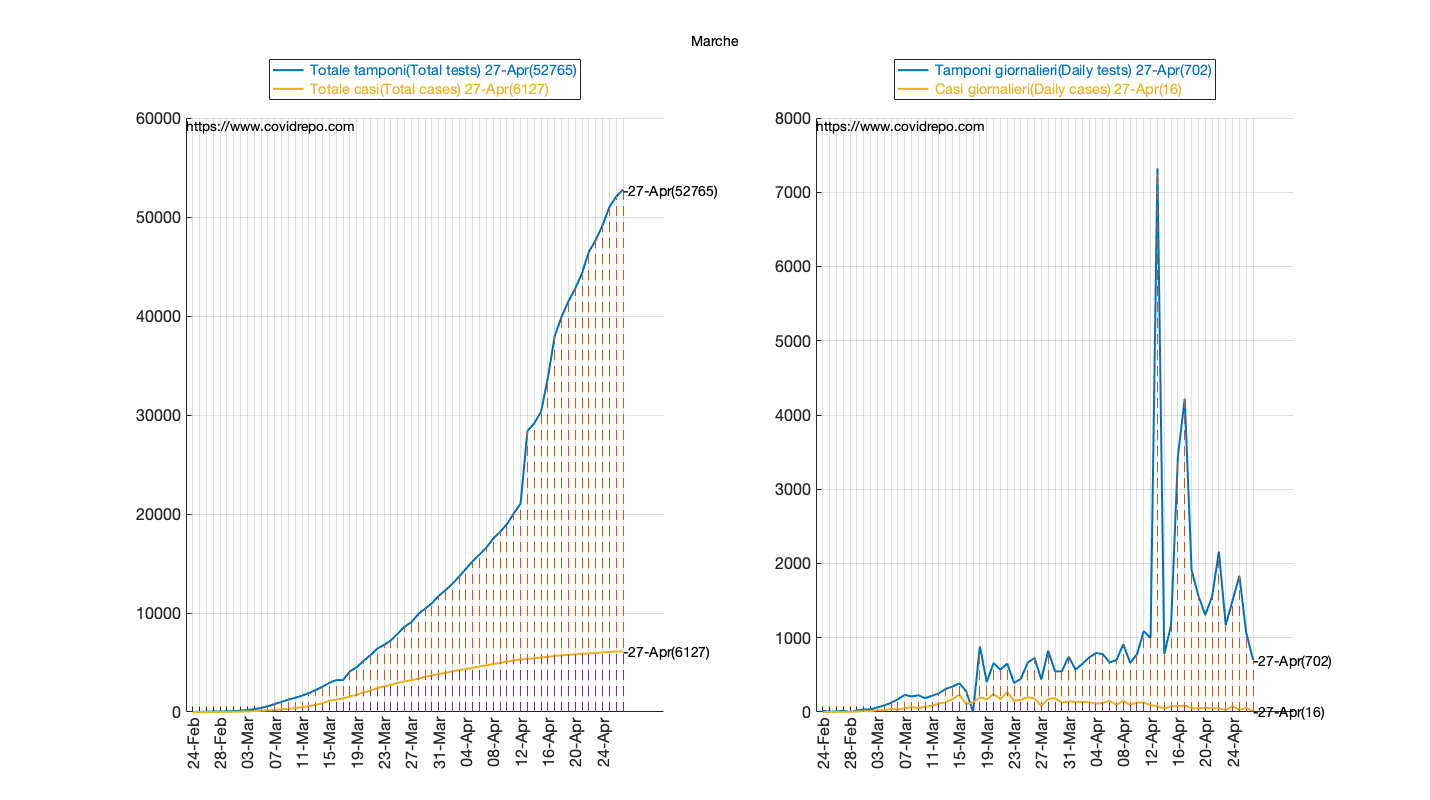 Marche
Totale tamponi(Total tests) 27-Apr(52765)
Totale casi(Total cases) 27-Apr(6127)
https://www.covidrepo.com
60000
50000
40000
30000
20000
10000
0
-27-Apr(52765)
-27-Apr(6127)
24-Feb
28-Feb
03-Mar
07-Mar
11-Mar
15-Mar
19-Mar
23-Mar
27-Mar
31-Mar
04-Apr
08-Apr
12-Apr
16-Apr
20-Apr
24-Apr
Tamponi giornalieri(Daily tests) 27-Apr(702)
Casi giornalieri(Daily cases) 27-Apr(16)
https://www.covidrepo.com
8000
7000
6000
5000
4000
3000
2000
1000
0
-27-Apr(702)
-27-Apr(16)
24-Feb
28-Feb
03-Mar
07-Mar
11-Mar
15-Mar
19-Mar
23-Mar
27-Mar
31-Mar
04-Apr
08-Apr
12-Apr
16-Apr
20-Apr
24-Apr